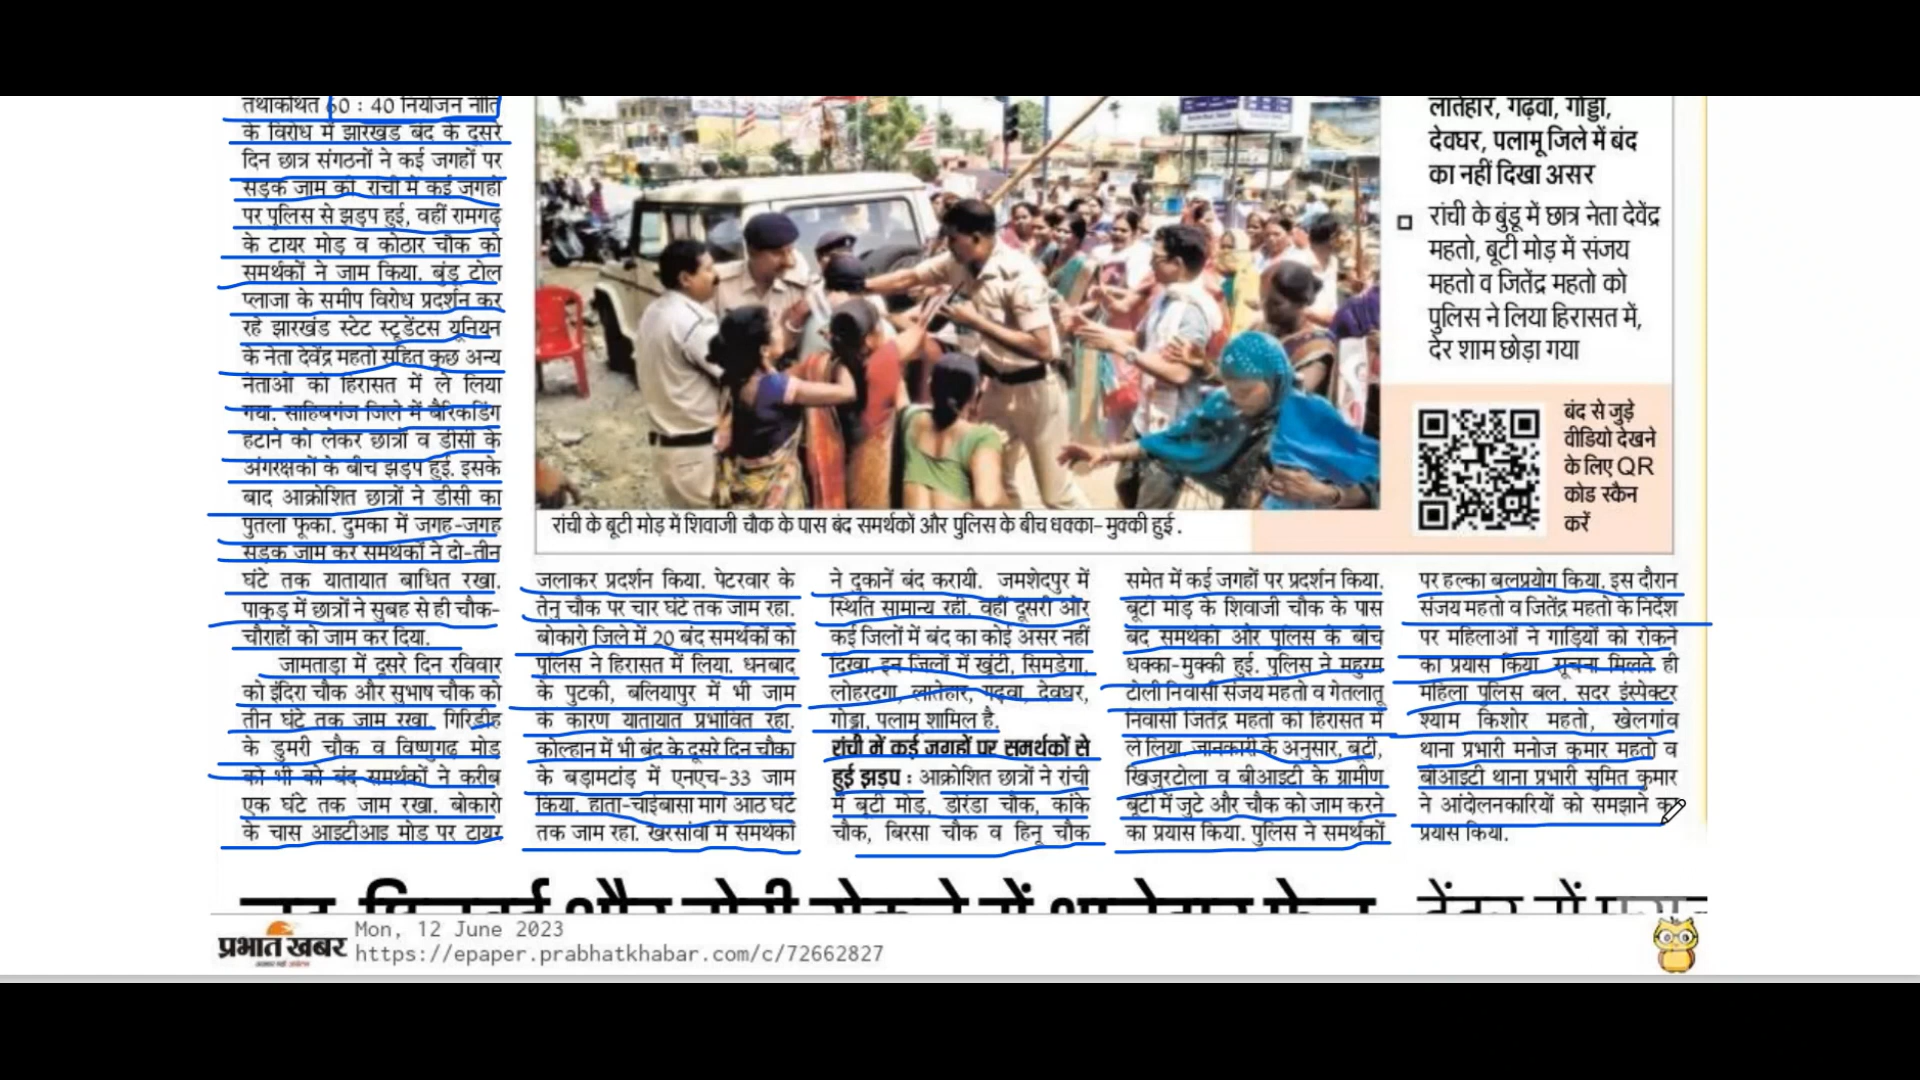 तथाकथित 60 : 40 नियोजन नीति
के विरोध में झारखंड बंद के दूसरे
दिन छात्र संगठनों ने कई जगहों पर
सड़क जाम की. रांची में कई जगहों
पर पुलिस से झड़प हुई, वहीं रामगढ़
के टायर मोड़ व कोठार चौक को
समर्थकों ने जाम किया. बुंडू टोल
प्लाजा के समीप विरोध प्रदर्शन कर
रहे झारखंड स्टेट स्टूडेंटस यूनियन
के नेता देवेंद्र महतो सहित कुछ अन्य
नेताओं को हिरासत में ले लिया
गया. साहिबगंज जिले में बैरिकेडिंग
हटाने को लेकर छात्रों व डीसी के
अंगरक्षकों के बीच झड़प हुई. इसके
बाद आक्रोशित छात्रों ने डीसी का
पुतला फूंका. दुमका में जगह-जगह
सड़क जाम कर समर्थकों ने दो-तीन
घंटे तक यातायात बाधित रखा.
पाकुड़ में छात्रों ने सुबह से ही चौक-
चौराहों को जाम कर दिया.
जामताड़ा में दूसरे दिन रविवार
को इंदिरा चौक और सुभाष चौक को
तीन घंटे तक जाम रखा. गिरिडीह
के डुमरी चौक व विष्णुगढ़ मोड़
को भी को बंद समर्थकों ने करीब
एक घंटे तक जाम रखा. बोकारो
के चास आइटीआइ मोड़ पर टायर
रांची के बूटी मोड़ में शिवाजी चौक के पास बंद समर्थकों और पुलिस के बीच धक्का-मुक्की हुई.
जलाकर प्रदर्शन किया. पेटरवार के
तेनु चौक पर चार घंटे तक जाम रहा.
बोकारो जिले में 20 बंद समर्थकों को
पुलिस ने हिरासत में लिया. धनबाद
के पुटकी, बलियापुर में भी जाम
के कारण यातायात प्रभावित रहा.
कोल्हान में भी बंद के दूसरे दिन चौका
के बड़ामटांड़ में एनएच-33 जाम
किया. हाता-चाईबासा मार्ग आठ घंटे
तक जाम रहा. खरसांवा में समर्थकों
ने दुकानें बंद करायी. जमशेदपुर में
स्थिति सामान्य रही. वहीं दूसरी ओर
कई जिलों में बंद का कोई असर नहीं
दिखा. इन जिलों में खूंटी, सिमडेगा,
लोहरदगा, लातेहार, गढ़वा, देवघर,
गोड्डा, पलामू शामिल है.
रांची में कई जगहों पर समर्थकों से
हुई झड़प : आक्रोशित छात्रों ने रांची
में बूटी मोड़, डोरंडा चौक, कांके
चौक, बिरसा चौक व हिनू चौक
समेत में कई जगहों पर प्रदर्शन किया.
बूटी मोड़ के शिवाजी चौक के पास
बंद समर्थकों और पुलिस के बीच
धक्का-मुक्की हुई. पुलिस ने महुरम
टोली निवासी संजय महतो व गेतलातू
निवासी जितेंद्र महतो को हिरासत में
ले लिया. जानकारी के अनुसार, बूटी,
खिजुरटोला व बीआइटी के ग्रामीण
बूटी में जुटे और चौक को जाम करने
का प्रयास किया. पुलिस ने समर्थकों
पर हल्का बलप्रयोग किया. इस दौरान
संजय महतो व जितेंद्र महतो के निर्देश
पर महिलाओं ने गाड़ियों को रोकने
का प्रयास किया. सूचना मिलते ही
महिला पुलिस बल, सदर इंस्पेक्टर
श्याम किशोर महतो, खेलगांव
थाना प्रभारी मनोज कुमार महतो व
बीआइटी थाना प्रभारी सुमित कुमार
ने आंदोलनकारियों को समझाने का
प्रयास किया.
लातेहार, गढ़वा, गोड्डा,
देवघर, पलामू जिले में बंद
का नहीं दिखा असर
रांची के बुंडू में छात्र नेता देवेंद्र
महतो, बूटी मोड़ में संजय
महतो व जितेंद्र महतो को
पुलिस ने लिया हिरासत में,
देर शाम छोड़ा गया
बंद से जुड़े
वीडियो देखने
के लिए QR
कोड स्कैन
करें
प्रभात खबर
Mon, 12 June 2023
https://epaper.prabhatkhabar.com/c/72662827